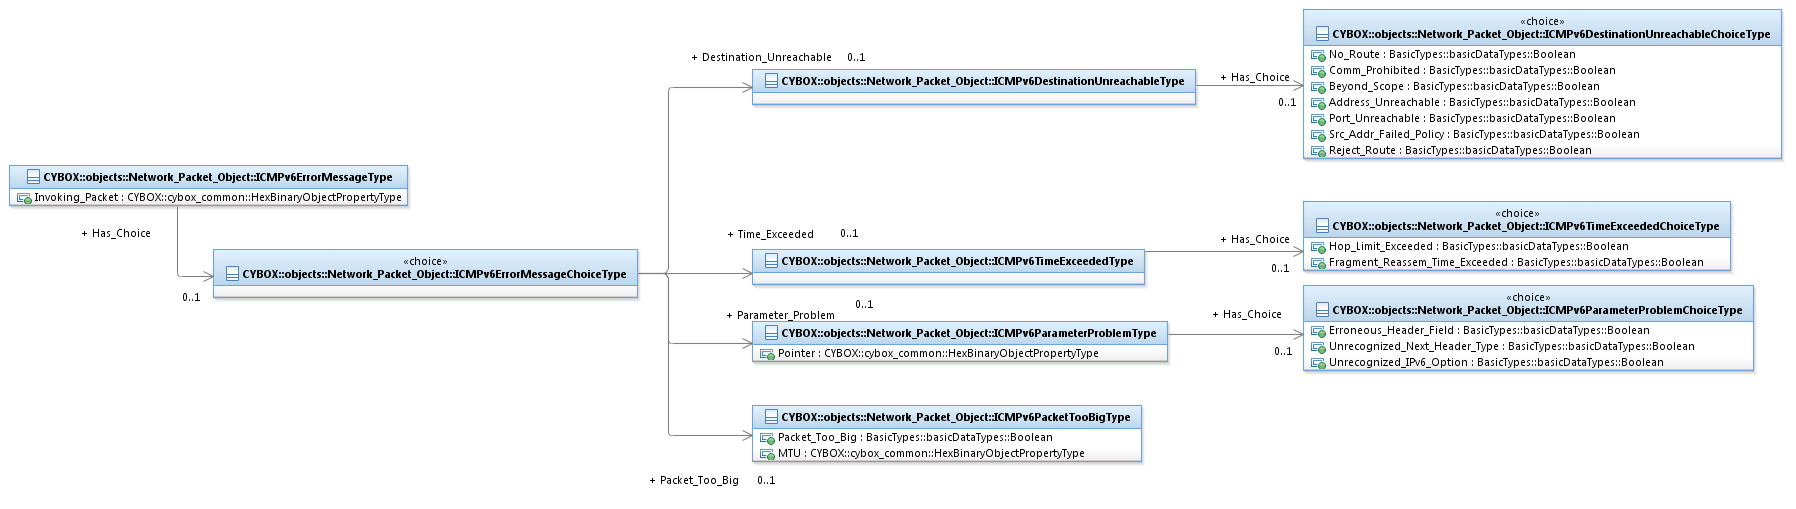 «choice»
CYBOX::objects::Network_Packet_Object::ICMPv6DestinationUnreachableChoiceType
No_Route : BasicTypes::basicDataTypes::Boolean
Comm_Prohibited : BasicTypes::basicDataTypes::Boolean
Beyond_Scope : BasicTypes::basicDataTypes::Boolean
Address_Unreachable : BasicTypes::basicDataTypes::Boolean
Port_Unreachable : BasicTypes::basicDataTypes::Boolean
Src_Addr_Failed_Policy : BasicTypes::basicDataTypes::Boolean
Reject_Route : BasicTypes::basicDataTypes::Boolean
+ Destination_Unreachable 0..1
CYBOX::objects::Network_Packet_Object::ICMPv6DestinationUnreachableType
+ Has_Choice
0..1
CYBOX::objects::Network_Packet_Object::ICMPv6ErrorMessageType
Invoking_Packet : CYBOX::cybox_common::HexBinaryObjectPropertyType
+ Has_Choice
0..1
«choice»
CYBOX::objects::Network_Packet_Object::ICMPv6ErrorMessageChoiceType
+ Time_Exceeded 0..1
CYBOX::objects::Network_Packet_Object::ICMPv6TimeExceededType
+ Has_Choice
0..1
«choice»
CYBOX::objects::Network_Packet_Object::ICMPv6TimeExceededChoiceType
Hop_Limit_Exceeded : BasicTypes::basicDataTypes::Boolean
Fragment_Reassem_Time_Exceeded : BasicTypes::basicDataTypes::Boolean
0..1
+ Parameter_Problem
CYBOX::objects::Network_Packet_Object::ICMPv6ParameterProblemType
Pointer : CYBOX::cybox_common::HexBinaryObjectPropertyType
+ Has_Choice
0..1
«choice»
CYBOX::objects::Network_Packet_Object::ICMPv6ParameterProblemChoiceType
Erroneous_Header_Field : BasicTypes::basicDataTypes::Boolean
Unrecognized_Next_Header_Type : BasicTypes::basicDataTypes::Boolean
Unrecognized_IPv6_Option : BasicTypes::basicDataTypes::Boolean
CYBOX::objects::Network_Packet_Object::ICMPv6PacketTooBigType
Packet_Too_Big : BasicTypes::basicDataTypes::Boolean
MTU : CYBOX::cybox_common::HexBinaryObjectPropertyType
+ Packet_Too_Big 0..1